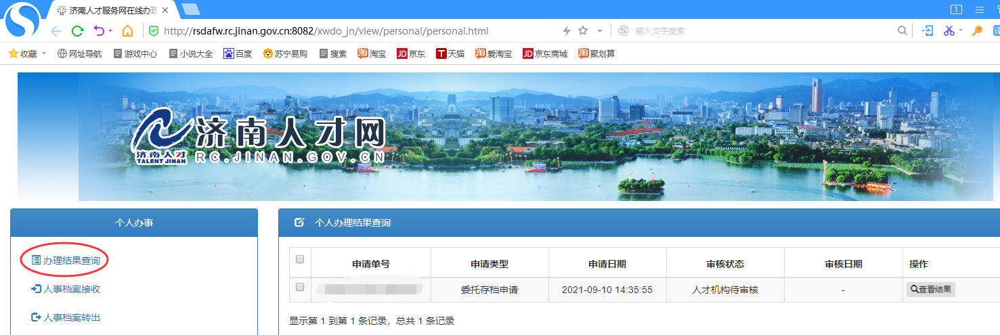 济南人才服务网在线办理
1
http://rsdafw.rc.jinan.gov.cn:8082/xwdo_jn/view/personal/personal.html
输入文字搜索
收藏 网址导航 游戏中心 小说大全 百度 苏宁易购 搜索 淘宝 JD 京东 T 天猫 爱淘宝 JD 京东商城 聚划算
济南人才网
济南人才
TALENT JINAN
RC.JINAN.GOV.CN
个人办事
个人办理结果查询
办理结果查询
人事档案接收
人事档案转出
申请单号 申请类型 申请日期 审核状态 审核日期 操作
委托存档申请 2021-09-10 14:35:55 人才机构待审核 - 查看结果
显示第 1 到第 1 条记录，总共 1 条记录